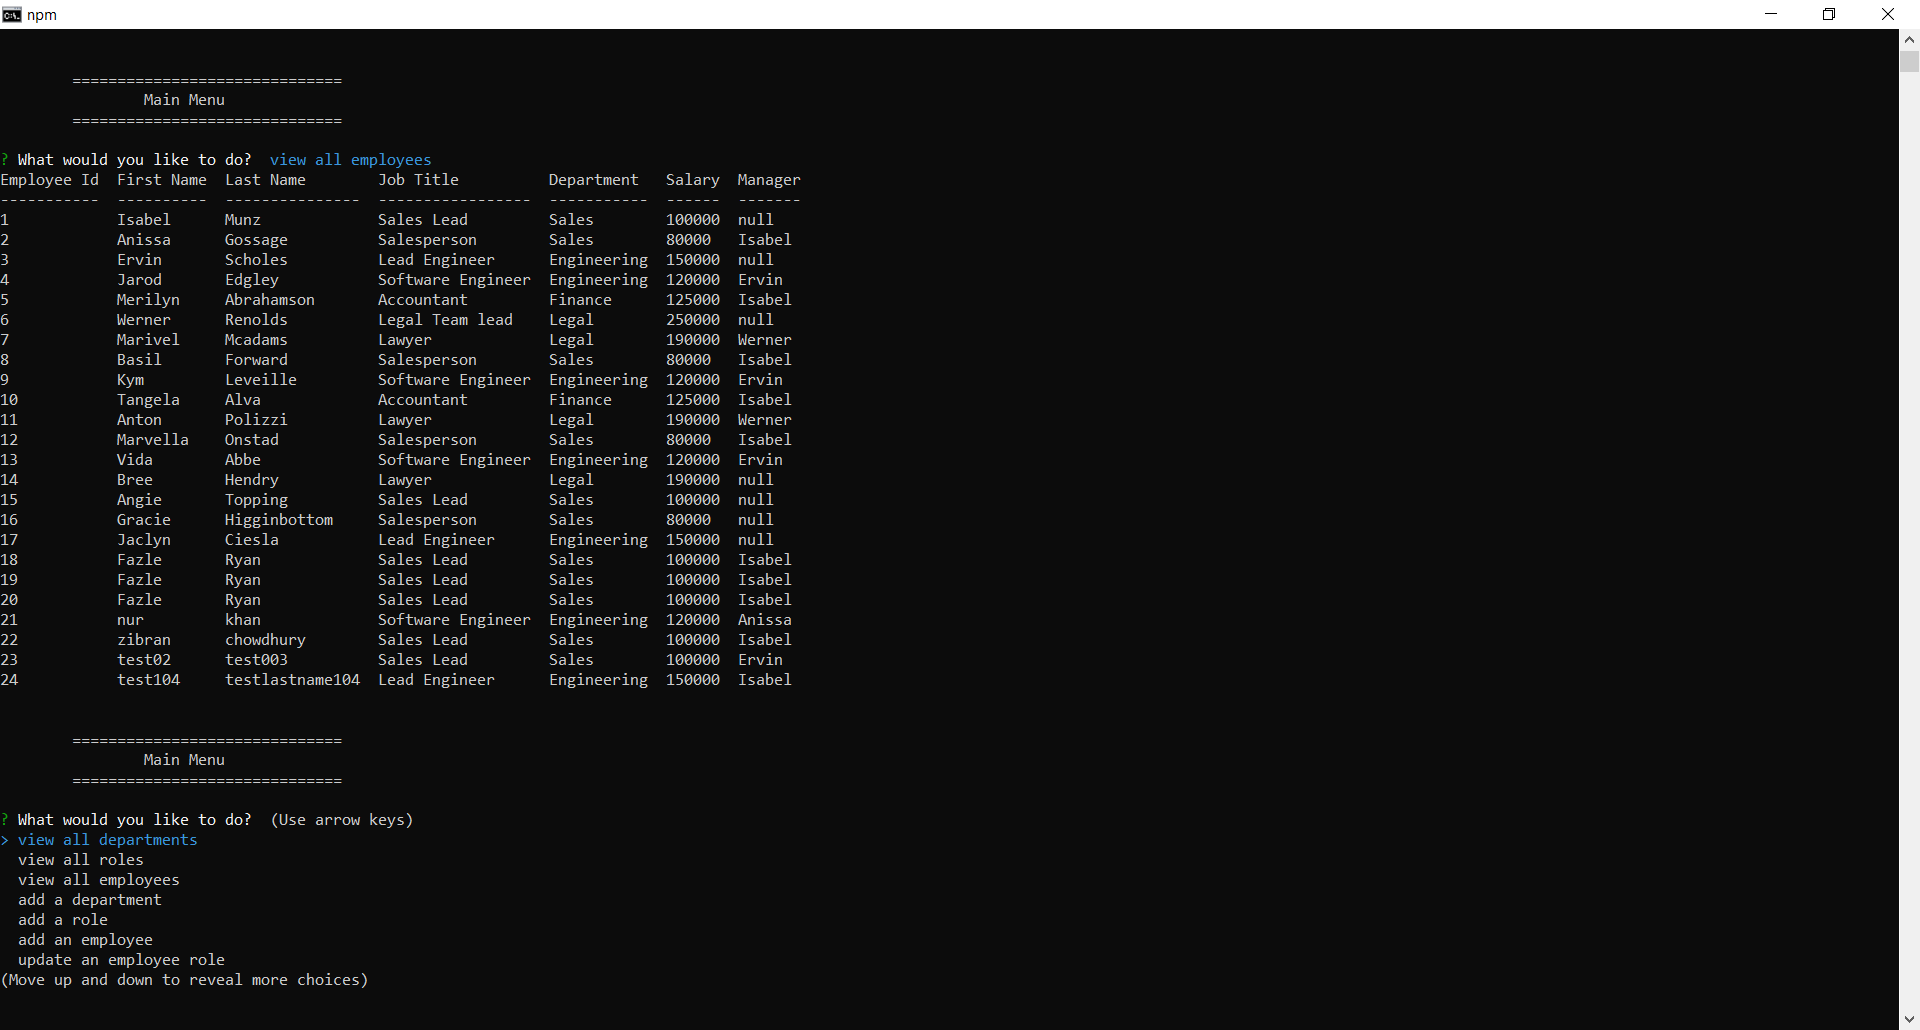 npm
==============================
Main Menu
==============================
? What would you like to do?  view all employees
Employee Id  First Name  Last Name        Job Title          Department   Salary  Manager
-----------  ----------  ---------------  -----------------  -----------  ------  -------
1            Isabel      Munz             Sales Lead         Sales        100000  null
2            Anissa      Gossage          Salesperson        Sales        80000   Isabel
3            Ervin       Scholes          Lead Engineer      Engineering  150000  null
4            Jarod       Edgley           Software Engineer  Engineering  120000  Ervin
5            Merilyn     Abrahamson       Accountant         Finance      125000  Isabel
6            Werner      Renolds          Legal Team lead    Legal        250000  null
7            Marivel     Mcadams          Lawyer             Legal        190000  Werner
8            Basil       Forward          Salesperson        Sales        80000   Isabel
9            Kym         Leveille         Software Engineer  Engineering  120000  Ervin
10           Tangela     Alva             Accountant         Finance      125000  Isabel
11           Anton       Polizzi          Lawyer             Legal        190000  Werner
12           Marvella    Onstad           Salesperson        Sales        80000   Isabel
13           Vida        Abbe             Software Engineer  Engineering  120000  Ervin
14           Bree        Hendry           Lawyer             Legal        190000  null
15           Angie       Topping          Sales Lead         Sales        100000  null
16           Gracie      Higginbottom     Salesperson        Sales        80000   null
17           Jaclyn      Ciesla           Lead Engineer      Engineering  150000  null
18           Fazle       Ryan             Sales Lead         Sales        100000  Isabel
19           Fazle       Ryan             Sales Lead         Sales        100000  Isabel
20           Fazle       Ryan             Sales Lead         Sales        100000  Isabel
21           nur         khan             Software Engineer  Engineering  120000  Anissa
22           zibran      chowdhury        Sales Lead         Sales        100000  Isabel
23           test02      test003          Sales Lead         Sales        100000  Ervin
24           test104     testlastname104  Lead Engineer      Engineering  150000  Isabel
==============================
Main Menu
==============================
? What would you like to do?  (Use arrow keys)
> view all departments
view all roles
view all employees
add a department
add a role
add an employee
update an employee role
(Move up and down to reveal more choices)